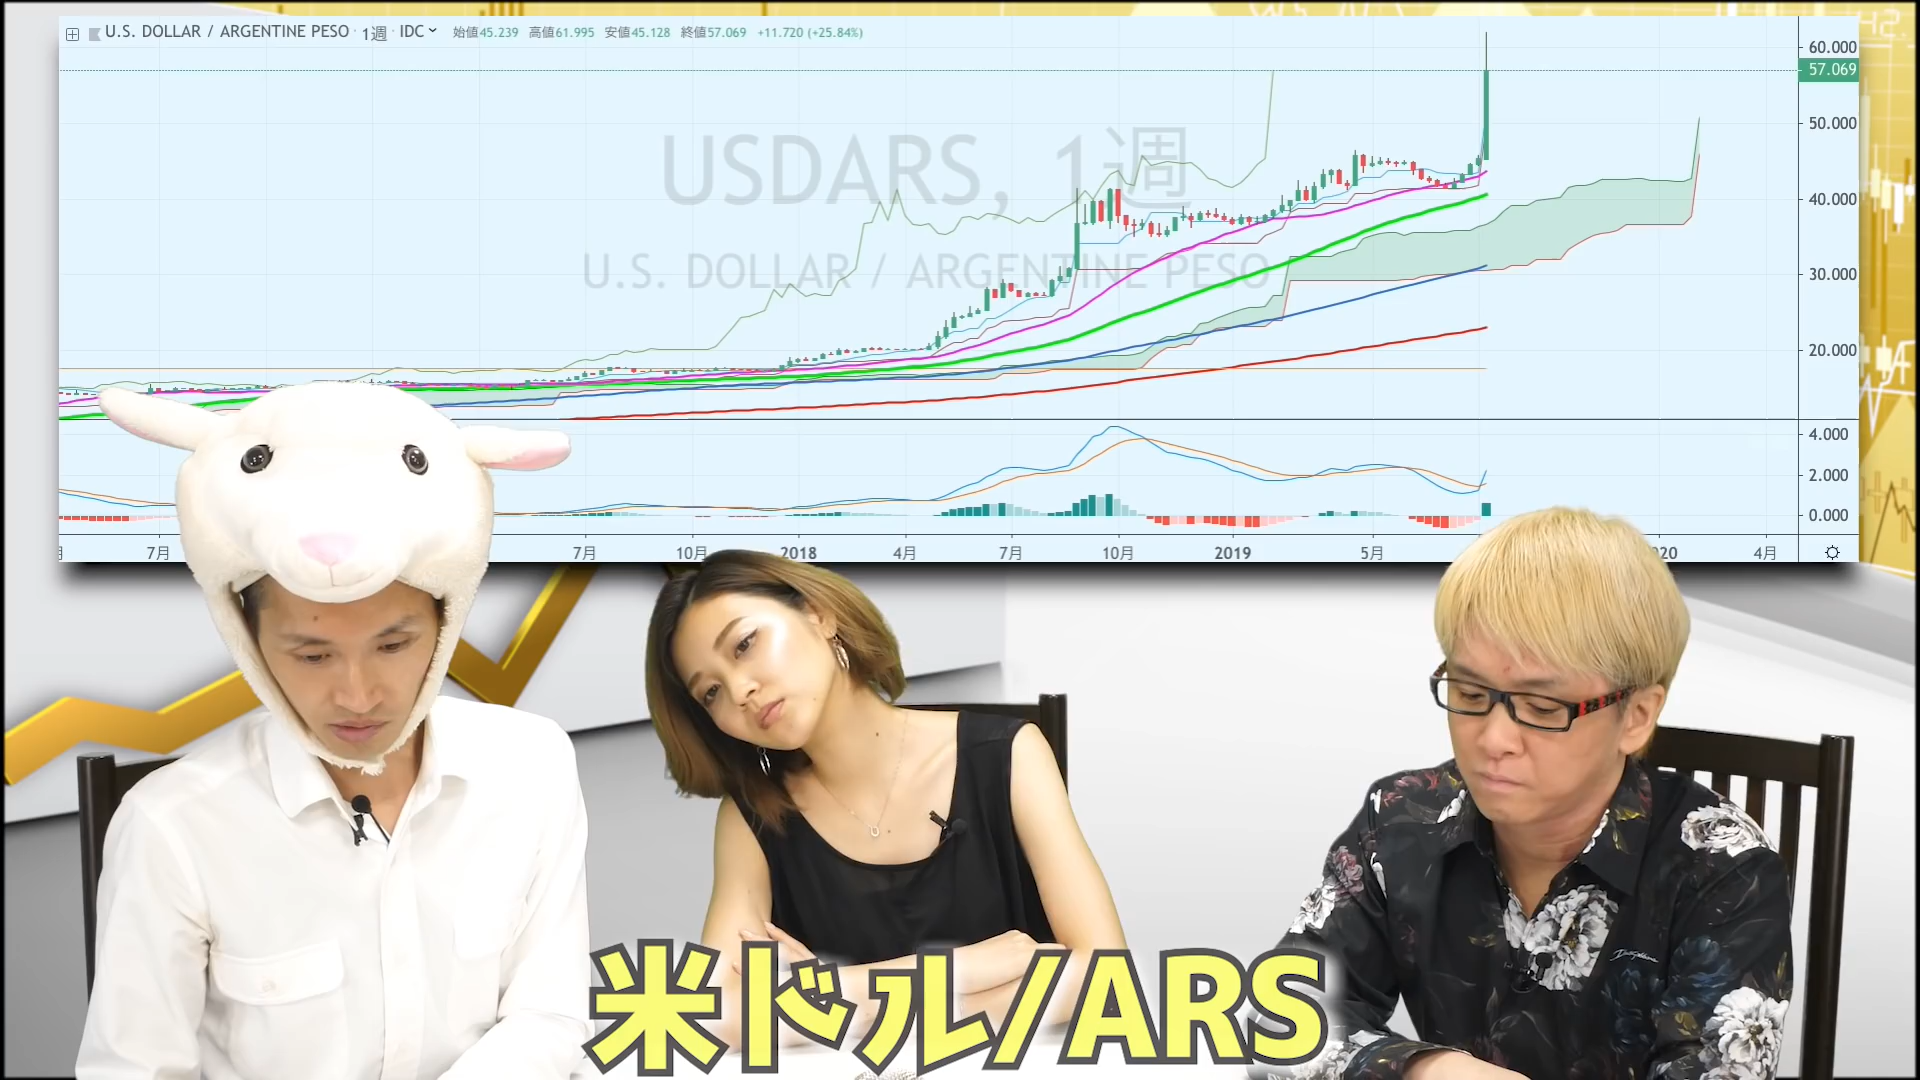 U.S. DOLLAR / ARGENTINE PESO · 1週 · IDC 始値45.239 高値61.995 安値45.128 終値57.069 +11.720 (+25.84%)
60.000
57.069
50.000
40.000
30.000
20.000
USDARS, 1週
U.S. DOLLAR / ARGENTINE PESO
4.000
2.000
0.000
7月 7月 10月 2018 4月 7月 10月 2019 5月 020 4月
米ドル/ARS